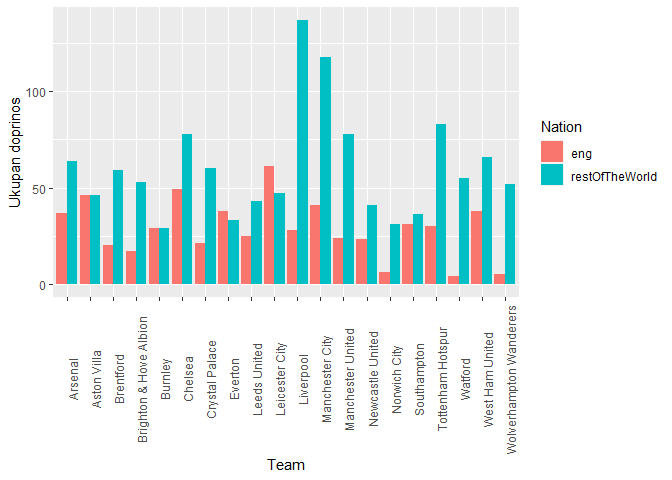 Ukupan doprinos
100
50
0
Arsenal
Aston Villa
Brentford
Brighton & Hove Albion
Burnley
Chelsea
Crystal Palace
Everton
Leeds United
Leicester City
Liverpool
Manchester City
Manchester United
Newcastle United
Norwich City
Southampton
Tottenham Hotspur
Watford
West Ham United
Wolverhampton Wanderers
Team
Nation
eng
restOfTheWorld